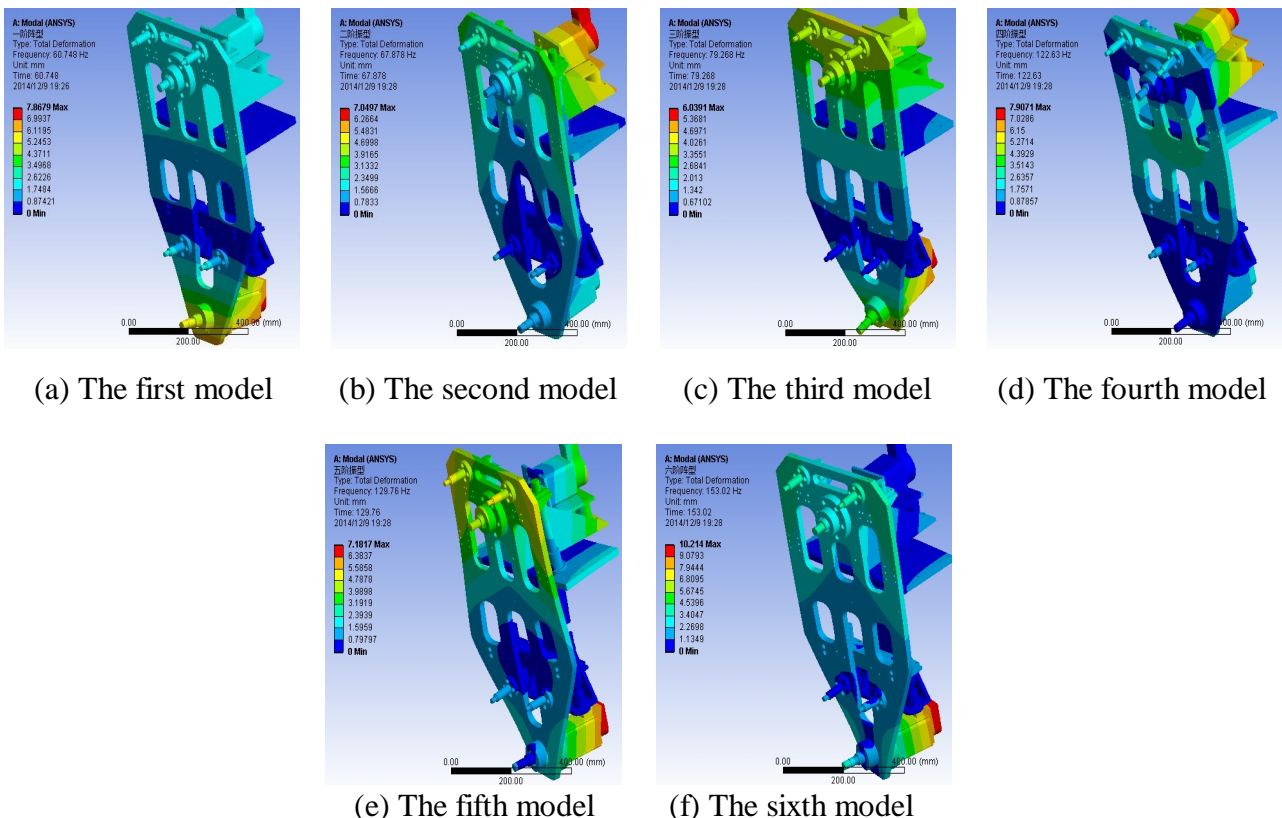 A: Modal (ANSYS)
一阶阵型
Type: Total Deformation
Frequency: 60.748 Hz
Unit: mm
Time: 60.748
2014/12/9 19:26
7.8679 Max
6.9937
6.1195
5.2453
4.3711
3.4968
2.6226
1.7484
0.87421
0 Min
0.00
400.00 (mm)
200.00
(a) The first model
A: Modal (ANSYS)
二阶振型
Type: Total Deformation
Frequency: 67.878 Hz
Unit: mm
Time: 67.878
2014/12/9 19:28
7.0497 Max
6.2664
5.4831
4.6998
3.9165
3.1332
2.3499
1.5666
0.7833
0 Min
0.00
400.00 (mm)
200.00
(b) The second model
A: Modal (ANSYS)
三阶振型
Type: Total Deformation
Frequency: 79.268 Hz
Unit: mm
Time: 79.268
2014/12/9 19:28
6.0391 Max
5.3681
4.6971
4.0261
3.3551
2.6841
2.013
1.342
0.67102
0 Min
0.00
400.00 (mm)
200.00
(c) The third model
A: Modal (ANSYS)
四阶振型
Type: Total Deformation
Frequency: 122.63 Hz
Unit: mm
Time: 122.63
2014/12/9 19:28
7.9071 Max
7.0286
6.15
5.2714
4.3929
3.5143
2.6357
1.7571
0.87857
0 Min
0.00
400.00 (mm)
200.00
(d) The fourth model
A: Modal (ANSYS)
五阶振型
Type: Total Deformation
Frequency: 129.76 Hz
Unit: mm
Time: 129.76
2014/12/9 19:28
7.1817 Max
6.3837
5.5858
4.7878
3.9898
3.1919
2.3939
1.5959
0.79797
0 Min
0.00
400.00 (mm)
200.00
(e) The fifth model
A: Modal (ANSYS)
六阶阵型
Type: Total Deformation
Frequency: 153.02 Hz
Unit: mm
Time: 153.02
2014/12/9 19:28
10.214 Max
9.0793
7.9444
6.8095
5.6745
4.5396
3.4047
2.2698
1.1349
0 Min
0.00
400.00 (mm)
200.00
(f) The sixth model